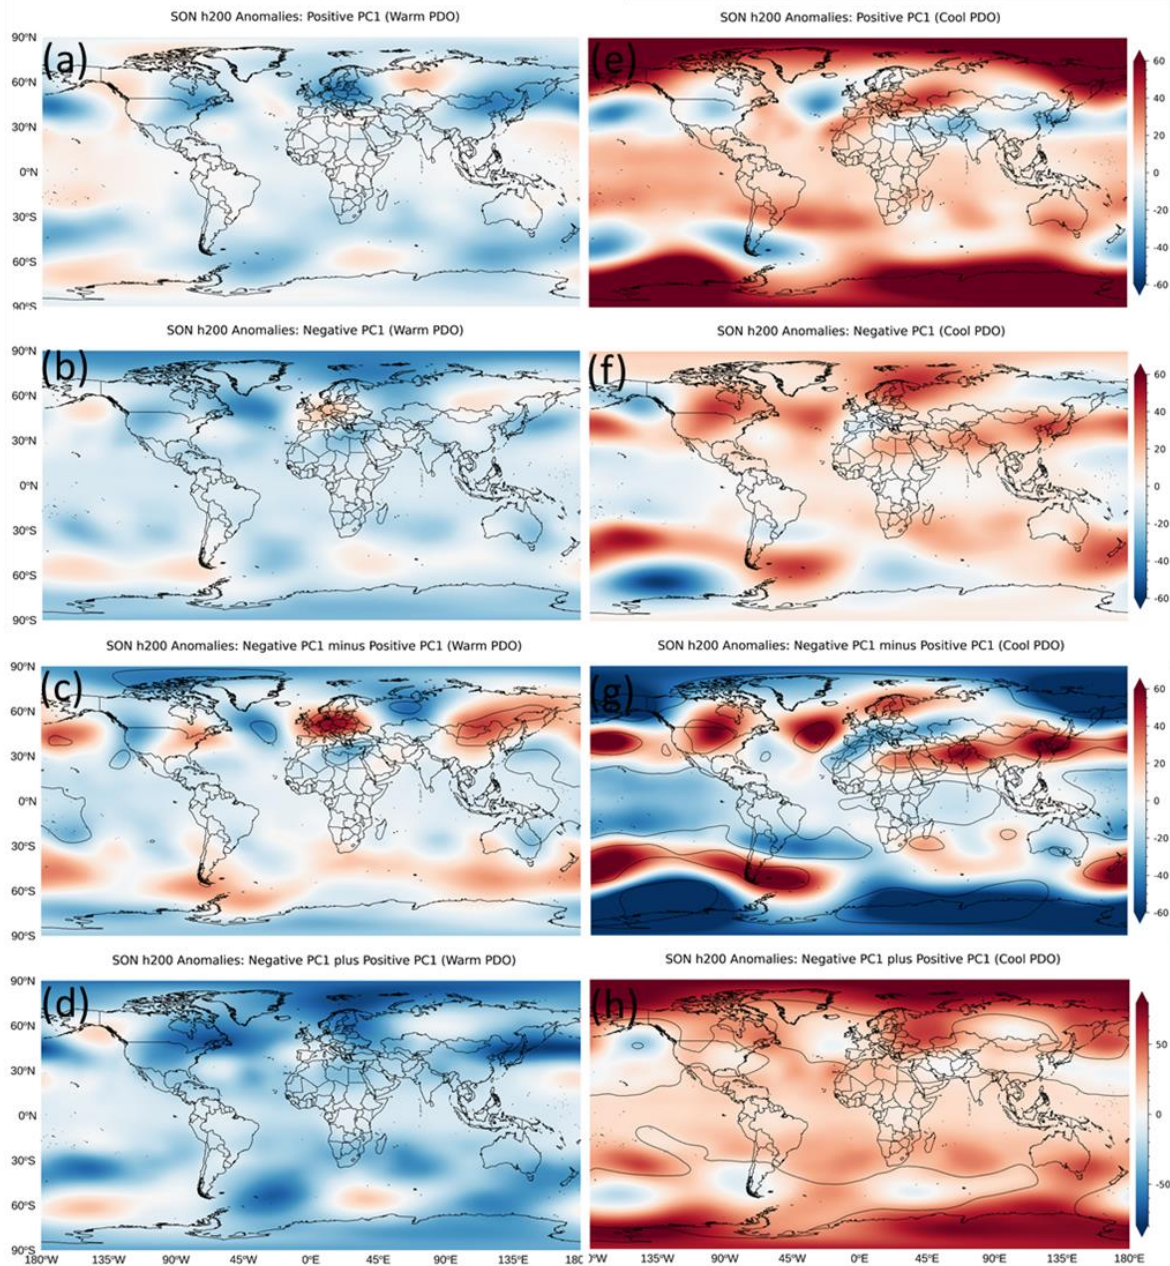 SON h200 Anomalies: Positive PC1 (Warm PDO)
SON h200 Anomalies: Positive PC1 (Cool PDO)
(a)
(e)
90°N
60°N
30°N
0°N
30°S
60°S
90°S
60
40
20
0
-20
-40
-60
SON h200 Anomalies: Negative PC1 (Warm PDO)
SON h200 Anomalies: Negative PC1 (Cool PDO)
(b)
(f)
90°N
60°N
30°N
0°N
30°S
60°S
90°S
60
40
20
0
-20
-40
-60
SON h200 Anomalies: Negative PC1 minus Positive PC1 (Warm PDO)
SON h200 Anomalies: Negative PC1 minus Positive PC1 (Cool PDO)
(c)
(g)
90°N
60°N
30°N
0°N
30°S
60°S
90°S
60
40
20
0
-20
-40
-60
SON h200 Anomalies: Negative PC1 plus Positive PC1 (Warm PDO)
SON h200 Anomalies: Negative PC1 plus Positive PC1 (Cool PDO)
(d)
(h)
90°N
60°N
30°N
0°N
30°S
60°S
90°S
50
0
-50
180°W 135°W 90°W 45°W 0°E 45°E 90°E 135°E 180°C
0°W 135°W 90°W 45°W 0°E 45°E 90°E 135°E 180°E